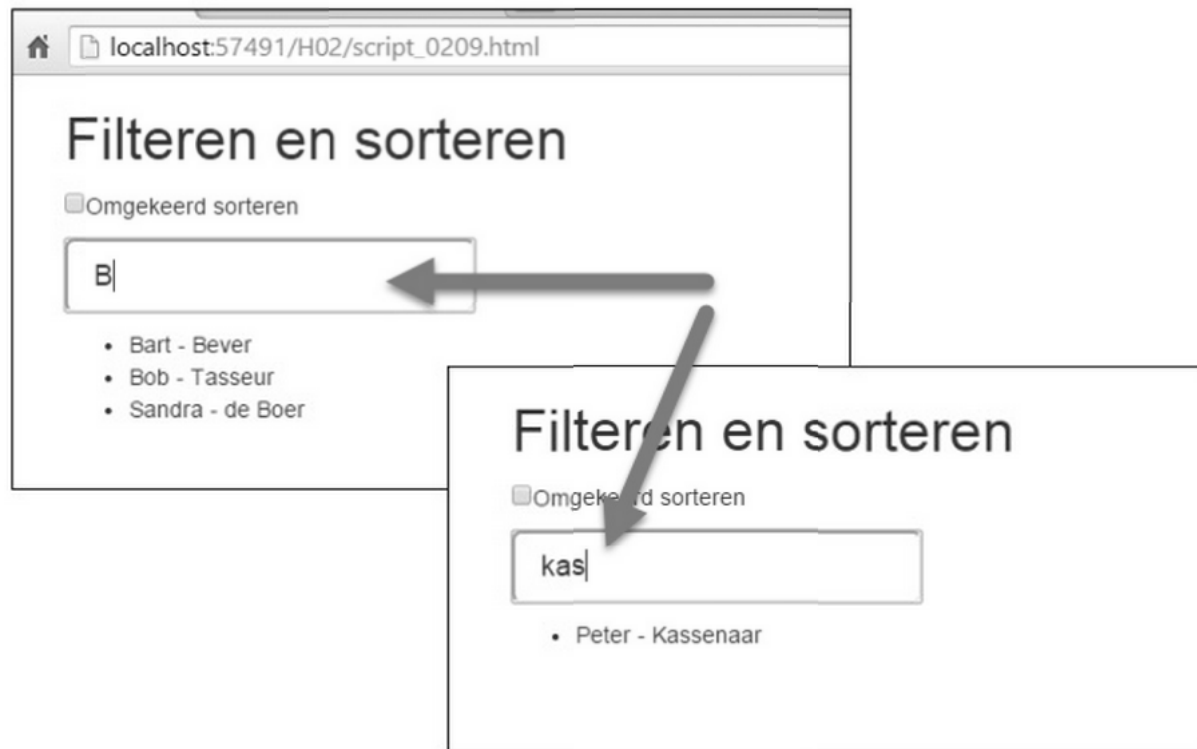 localhost:57491/H02/script_0209.html
Filteren en sorteren
Omgekeerd sorteren
B
• Bart - Bever
• Bob - Tasseur
• Sandra - de Boer
Filteren en sorteren
Omgekeerd sorteren
kas
• Peter - Kassenaar